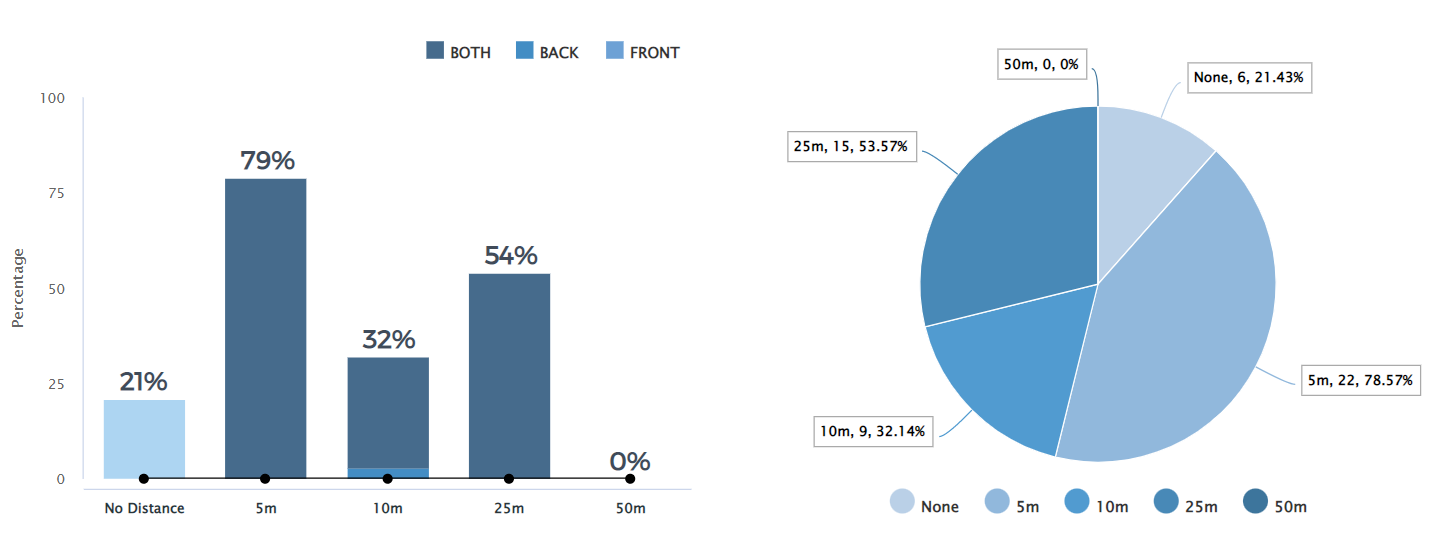 BOTH BACK FRONT
100
75
50
25
0
Percentage
21%
79%
32%
54%
0%
No Distance 5m 10m 25m 50m
50m, 0, 0%
None, 6, 21.43%
25m, 15, 53.57%
5m, 22, 78.57%
10m, 9, 32.14%
None 5m 10m 25m 50m